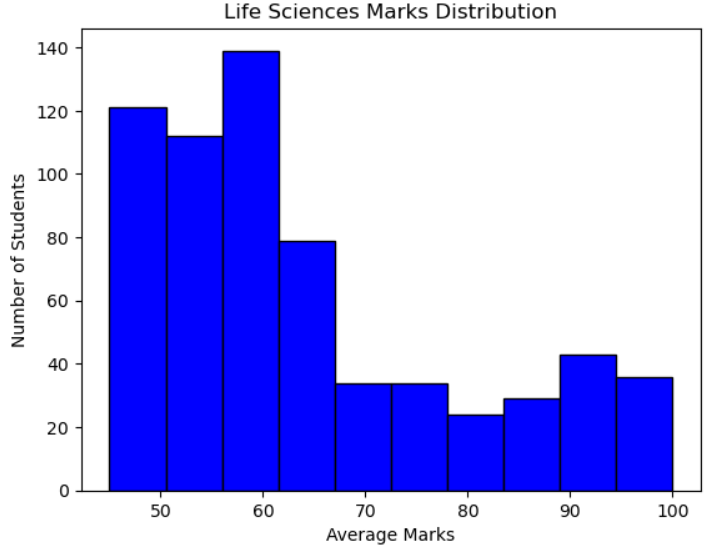 Life Sciences Marks Distribution
Number of Students
140
120
100
80
60
40
20
0
50 60 70 80 90 100
Average Marks